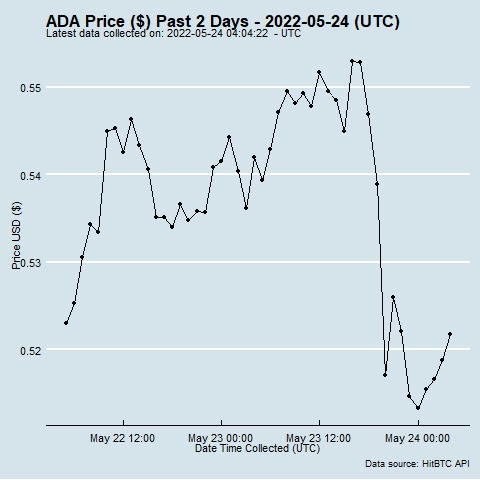 ADA Price ($) Past 2 Days - 2022-05-24 (UTC)
Latest data collected on: 2022-05-24 04:04:22 - UTC
0.55
0.54
0.53
0.52
Price USD ($)
May 22 12:00
May 23 00:00
May 23 12:00
May 24 00:00
Date Time Collected (UTC)
Data source: HitBTC API